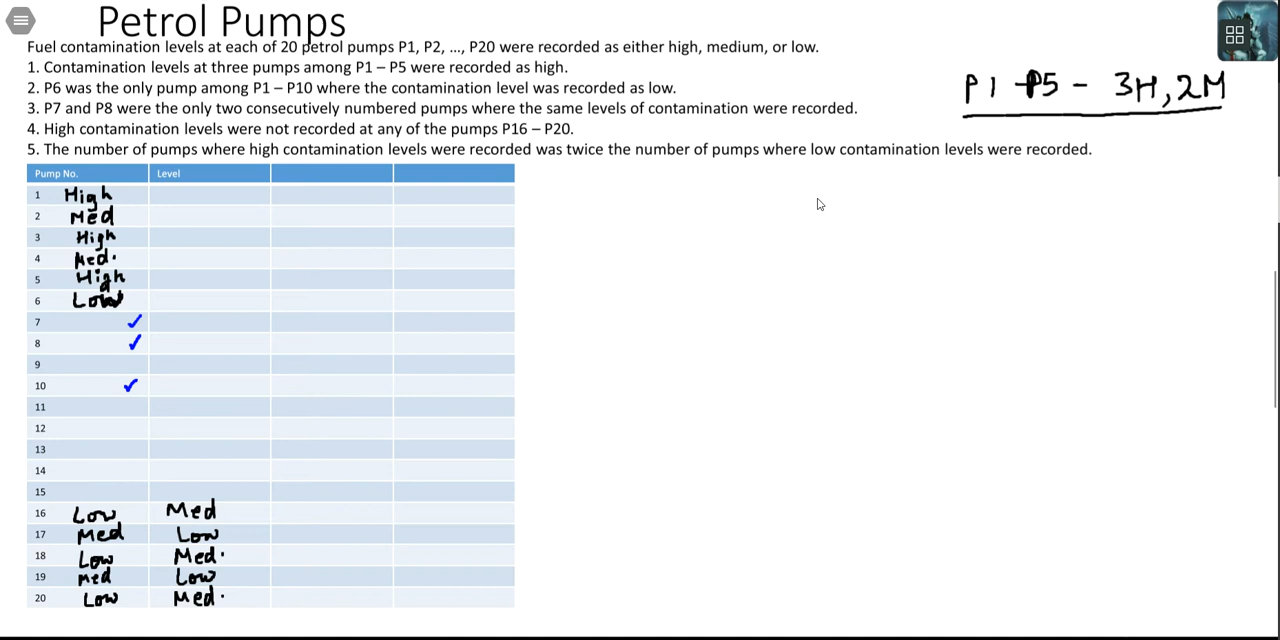 Petrol Pumps
Fuel contamination levels at each of 20 petrol pumps P1, P2, ..., P20 were recorded as either high, medium, or low.
1. Contamination levels at three pumps among P1 – P5 were recorded as high.
2. P6 was the only pump among P1 – P10 where the contamination level was recorded as low.
3. P7 and P8 were the only two consecutively numbered pumps where the same levels of contamination were recorded.
4. High contamination levels were not recorded at any of the pumps P16 – P20.
5. The number of pumps where high contamination levels were recorded was twice the number of pumps where low contamination levels were recorded.
P1 - P5 - 3H, 2M
Pump No. Level
1 High
2 Med
3 High
4 Med.
5 High
6 Low
7 ✓
8 ✓
9
10 ✓
11
12
13
14
15
16 Low Med
17 Med Low
18 Low Med.
19 Med Low
20 Low Med.